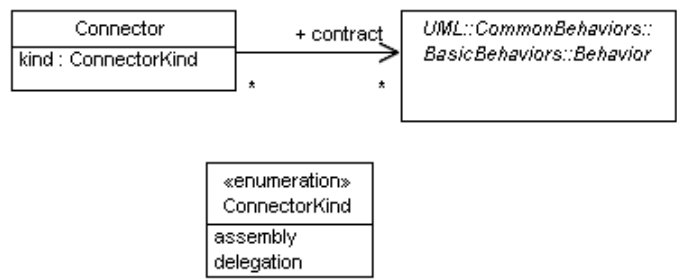 Connector
kind : ConnectorKind
+ contract
*
*
UML::CommonBehaviors::
BasicBehaviors::Behavior
«enumeration»
ConnectorKind
assembly
delegation